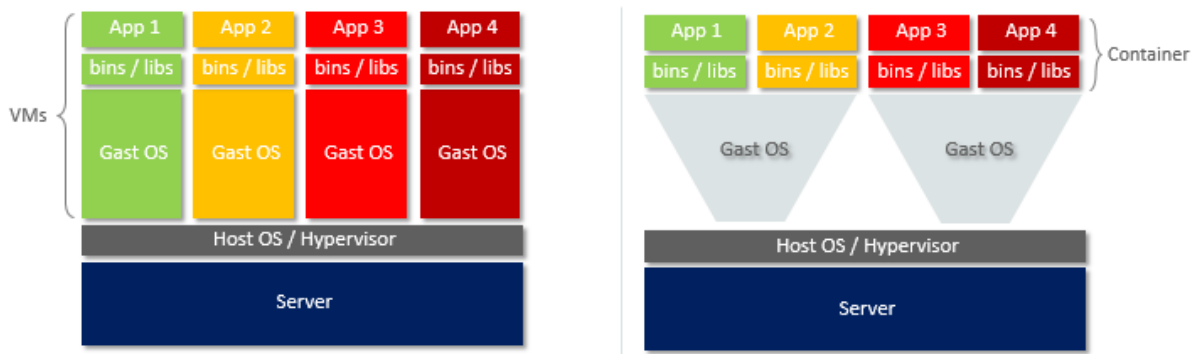 App 1
App 2
App 3
App 4
bins / libs
bins / libs
bins / libs
bins / libs
VMs
Gast OS
Gast OS
Gast OS
Gast OS
Host OS / Hypervisor
Server
App 1
App 2
App 3
App 4
Container
bins / libs
bins / libs
bins / libs
bins / libs
Gast OS
Gast OS
Host OS / Hypervisor
Server